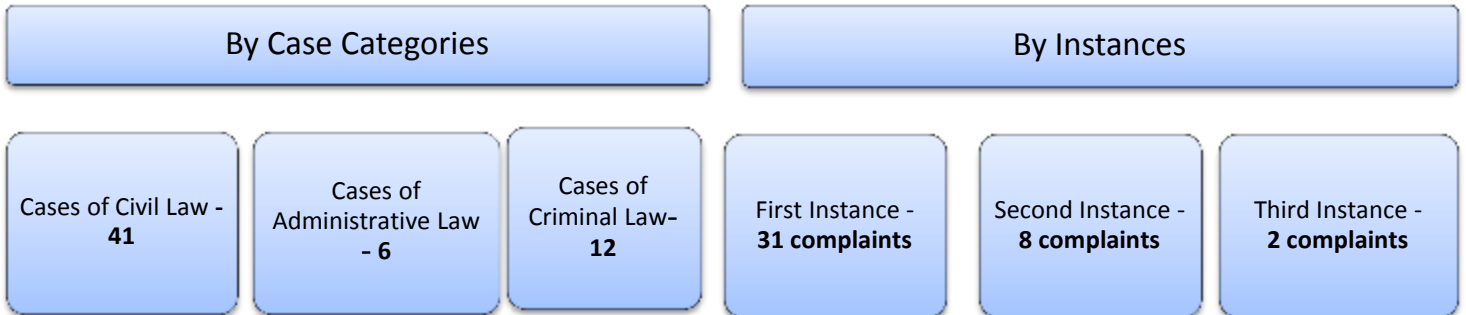 By Case Categories
By Instances
Cases of Civil Law -
41
Cases of
Administrative Law
- 6
Cases of
Criminal Law-
12
First Instance -
31 complaints
Second Instance -
8 complaints
Third Instance -
2 complaints